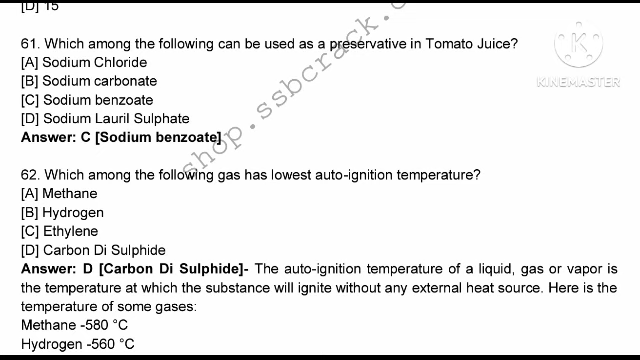 [D] 15
61. Which among the following can be used as a preservative in Tomato Juice?
[A] Sodium Chloride
[B] Sodium carbonate
[C] Sodium benzoate
[D] Sodium Lauril Sulphate
Answer: C [Sodium benzoate]
62. Which among the following gas has lowest auto-ignition temperature?
[A] Methane
[B] Hydrogen
[C] Ethylene
[D] Carbon Di Sulphide
Answer: D [Carbon Di Sulphide]- The auto-ignition temperature of a liquid, gas or vapor is
the temperature at which the substance will ignite without any external heat source. Here is the
temperature of some gases:
Methane -580 °C
Hydrogen -560 °C
shop.ssbcrack.
KINEMASTER